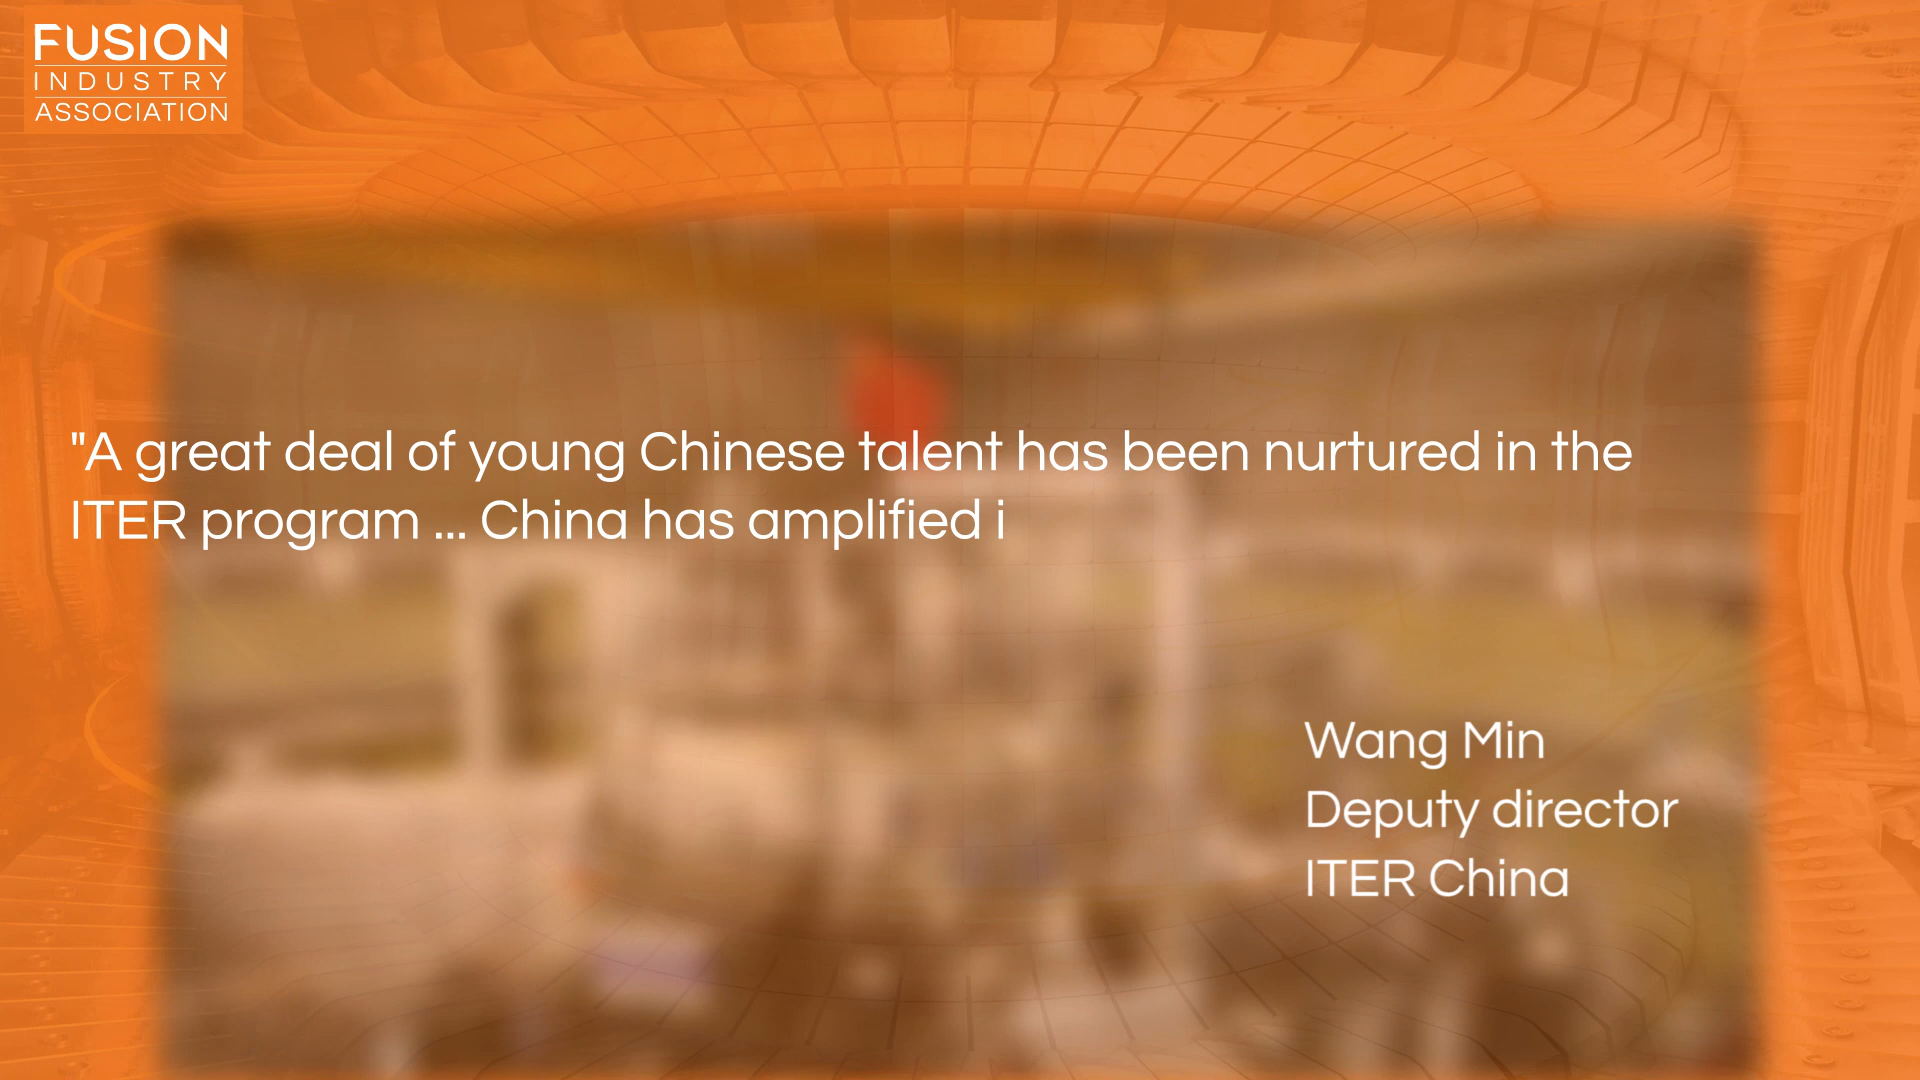 FUSION
INDUSTRY
ASSOCIATION
"A great deal of young Chinese talent has been nurtured in the
ITER program ... China has amplified i
Wang Min
Deputy director
ITER China